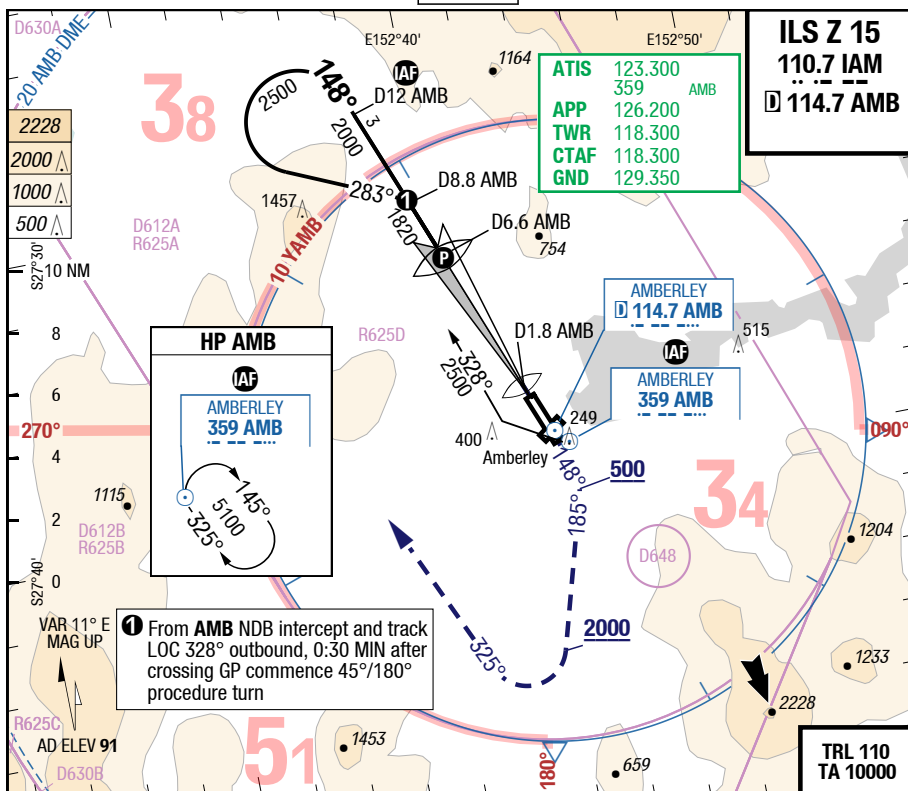 D630A
20 AMB DME
E152°40'
E152°50'
ILS Z 15
110.7 IAM
D 114.7 AMB
1164
IAF
148°
2500
D12 AMB
3
2000
38
ATIS 123.300
359 AMB
APP 126.200
TWR 118.300
CTAF 118.300
GND 129.350
2228
2000
1000
500
283°
1
D8.8 AMB
1457
1820
D6.6 AMB
754
P
D612A
R625A
10 YAMB
S27°30'
10 NM
8
6
4
2
0
S27°40'
AMBERLEY
D 114.7 AMB
D1.8 AMB
515
R625D
IAF
AMBERLEY
359 AMB
328°
2500
249
400
Amberley
HP AMB
IAF
AMBERLEY
359 AMB
145°
5100
325°
270°
090°
148°
500
185°
34
1115
D612B
R625B
1204
D648
2000
325°
1233
2228
VAR 11° E
MAG UP
1 From AMB NDB intercept and track
LOC 328° outbound, 0:30 MIN after
crossing GP commence 45°/180°
procedure turn
R625C
AD ELEV 91
D630B
51
1453
180°
659
TRL 110
TA 10000